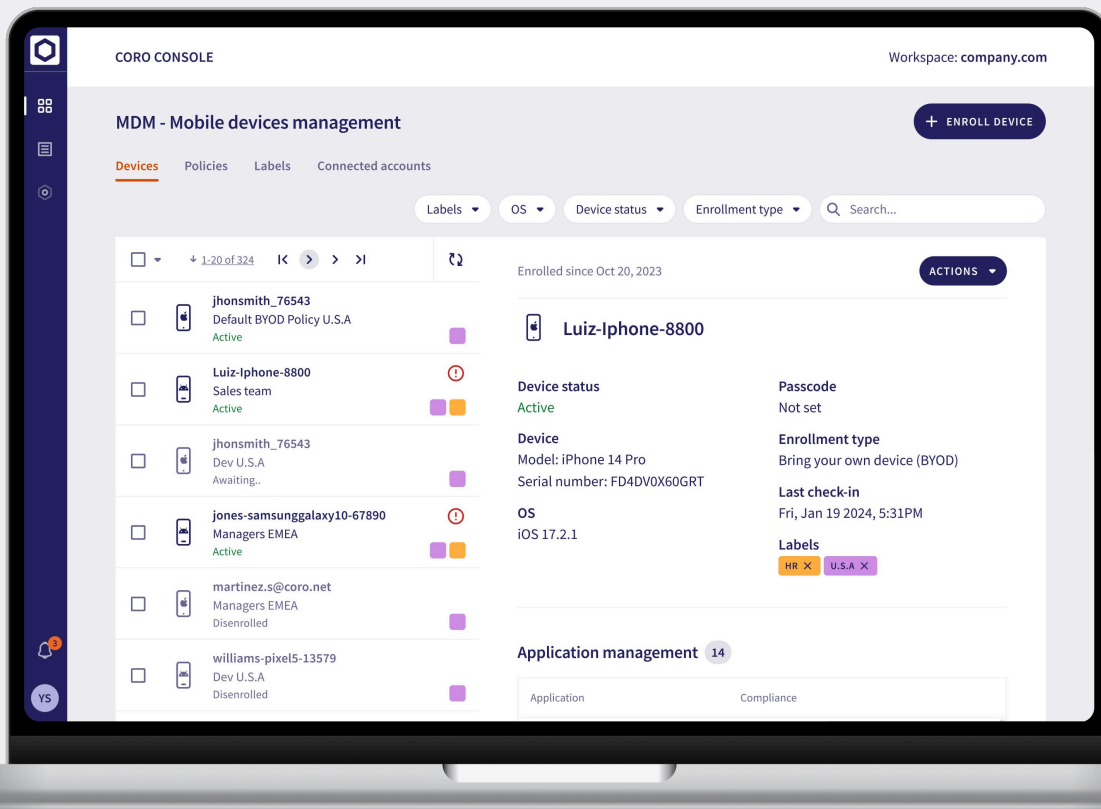 CORO CONSOLE
Workspace: company.com
MDM - Mobile devices management
+ ENROLL DEVICE
Devices Policies Labels Connected accounts
Labels OS Device status Enrollment type Search...
1-20 of 324
Enrolled since Oct 20, 2023
ACTIONS
jhonsmith_76543
Default BYOD Policy U.S.A
Active
Luiz-Iphone-8800
Sales team
Active
jhonsmith_76543
Dev U.S.A
Awaiting..
jones-samsunggalaxy10-67890
Managers EMEA
Active
martinez.s@coro.net
Managers EMEA
Disenrolled
williams-pixel5-13579
Dev U.S.A
Disenrolled
Luiz-Iphone-8800
Device status
Active
Device
Model: iPhone 14 Pro
Serial number: FD4DV0X60GRT
OS
iOS 17.2.1
Passcode
Not set
Enrollment type
Bring your own device (BYOD)
Last check-in
Fri, Jan 19 2024, 5:31PM
Labels
HR X U.S.A X
Application management 14
Application Compliance
3
YS